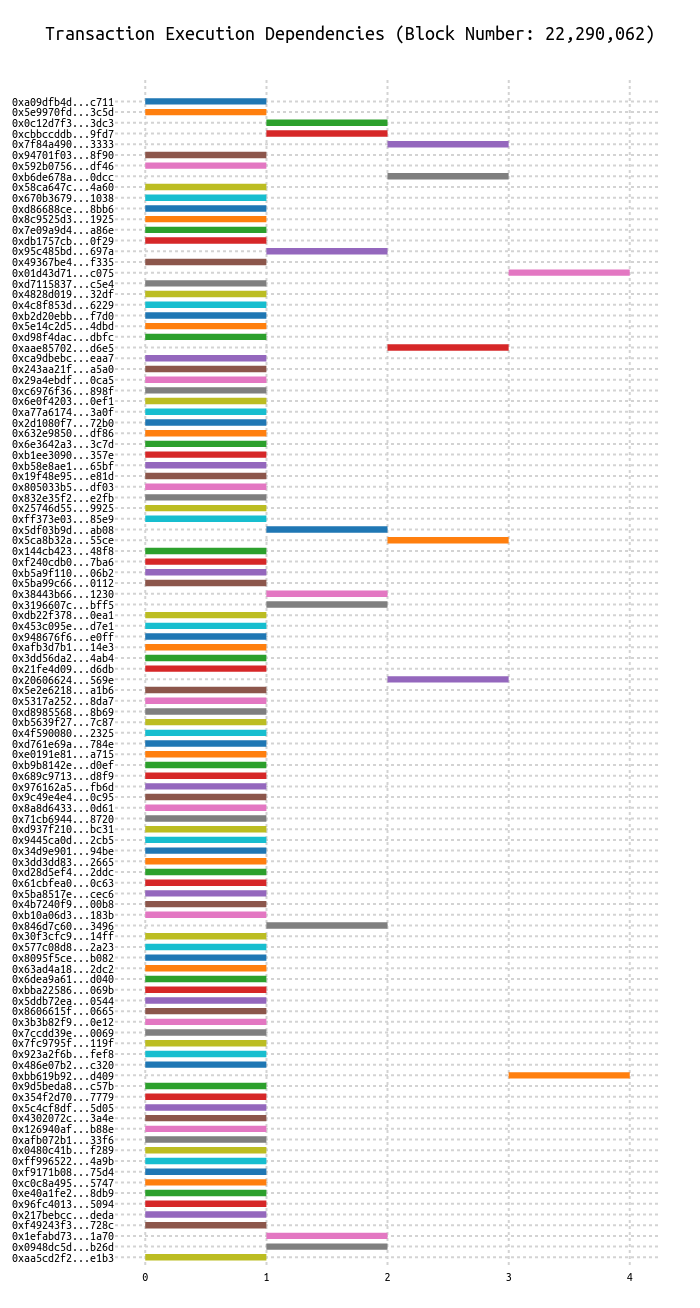 Transaction Execution Dependencies (Block Number: 22,290,062)
0xa09dfb4d...c711
0x5e9970fd...3c5d
0x0c12d7f3...3dc3
0xcbbccddb...9fd7
0x7f84a490...3333
0x94701f03...8f90
0x592b0756...df46
0xb6de678a...0dcc
0x58ca647c...4a60
0x670b3679...1038
0xd86688ce...8bb6
0x8c9525d3...1925
0x7e09a9d4...a86e
0xdb1757cb...0f29
0x95c485bd...697a
0x49367be4...f335
0x01d43d71...c075
0xd7115837...c5e4
0x4828d019...32df
0x4c8f853d...6229
0xb2d20ebb...f7d0
0x5e14c2d5...4dbd
0xd98f4dac...dbfc
0xaae85702...d6e5
0xca9dbebc...eaa7
0x243aa21f...a5a0
0x29a4ebdf...0ca5
0xc6976f36...898f
0x6e0f4203...0ef1
0xa77a6174...3a0f
0x2d1080f7...72b0
0x632e9850...df86
0x6e3642a3...3c7d
0xb1ee3090...357e
0xb58e8ae1...65bf
0x19f48e95...e81d
0x805033b5...df03
0x832e35f2...e2fb
0x25746d55...9925
0xff373e03...85e9
0x5df03b9d...ab08
0x5ca8b32a...55ce
0x144cb423...48f8
0xf240cdb0...7ba6
0xb5a9f110...06b2
0x5ba99c66...0112
0x38443b66...1230
0x3196607c...bff5
0xdb22f378...0ea1
0x453c095e...d7e1
0x948676f6...e0ff
0xafb3d7b1...14e3
0x3dd56da2...4ab4
0x21fe4d09...d6db
0x20606624...569e
0x5e2e6218...a1b6
0x5317a252...8da7
0xd8985568...8b69
0xb5639f27...7c87
0x4f590080...2325
0xd761e69a...784e
0xe0191e81...a715
0xb9b8142e...d0ef
0x689c9713...d8f9
0x976162a5...fb6d
0x9c49e4e4...0c95
0x8a8d6433...0d61
0x71cb6944...8720
0xd937f210...bc31
0x9445ca0d...2cb5
0x34d9e901...94be
0x3dd3dd83...2665
0xd28d5ef4...2ddc
0x61cbfea0...0c63
0x5ba8517e...cec6
0x4b7240f9...00b8
0xb10a06d3...183b
0x846d7c60...3496
0x30f3cfc9...14ff
0x577c08d8...2a23
0x8095f5ce...b082
0x63ad4a18...2dc2
0x6dea9a61...d040
0xbba22586...069b
0x5ddb72ea...0544
0x8606615f...0665
0x3b3b82f9...0e12
0x7ccdd39e...0069
0x7fc9795f...119f
0x923a2f6b...fef8
0x486e07b2...c320
0xbb619b92...d409
0x9d5beda8...c57b
0x354f2d70...7779
0x5c4cf8df...5d05
0x4302072c...3a4e
0x126940af...b88e
0xafb072b1...33f6
0x0480c41b...f289
0xff996522...4a9b
0xf9171b08...75d4
0xc0c8a495...5747
0xe40a1fe2...8db9
0x96fc4013...5094
0x217bebcc...deda
0xf49243f3...728c
0x1efabd73...1a70
0x0948dc5d...b26d
0xaa5cd2f2...e1b3
0 1 2 3 4